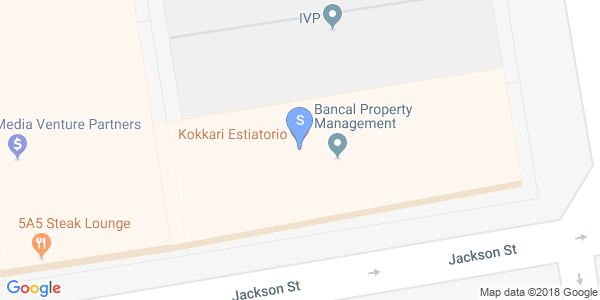 IVP
Bancal Property
Management
S
Kokkari Estiatorio
Media Venture Partners
$
5A5 Steak Lounge
Jackson St
Jackson St
Google
Map data ©2018 Google